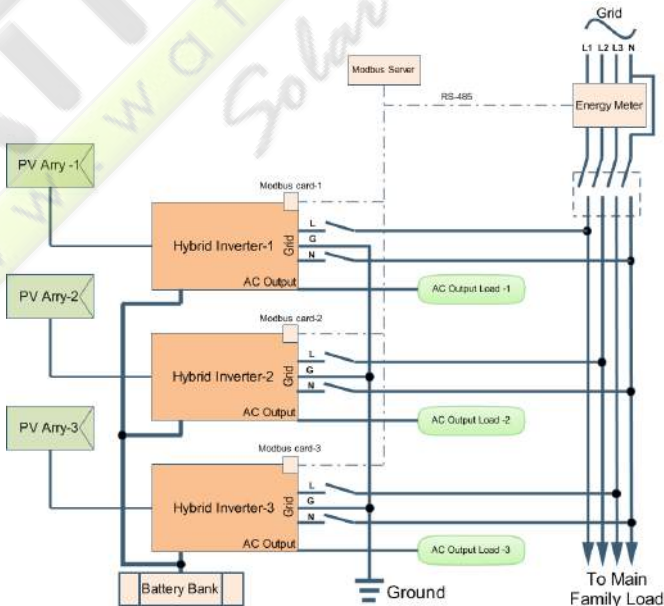 Grid
L1 L2 L3 N
Modbus Server
RS-485
Energy Meter
PV Arry -1
Modbus card-1
Hybrid Inverter-1
Grid
L
G
N
AC Output
AC Output Load -1
PV Arry-2
Modbus card-2
Hybrid Inverter-2
Grid
L
G
N
AC Output
AC Output Load -2
PV Arry-3
Modbus card-3
Hybrid Inverter-3
Grid
L
G
N
AC Output
AC Output Load -3
Battery Bank
Ground
To Main
Family Load
Solar